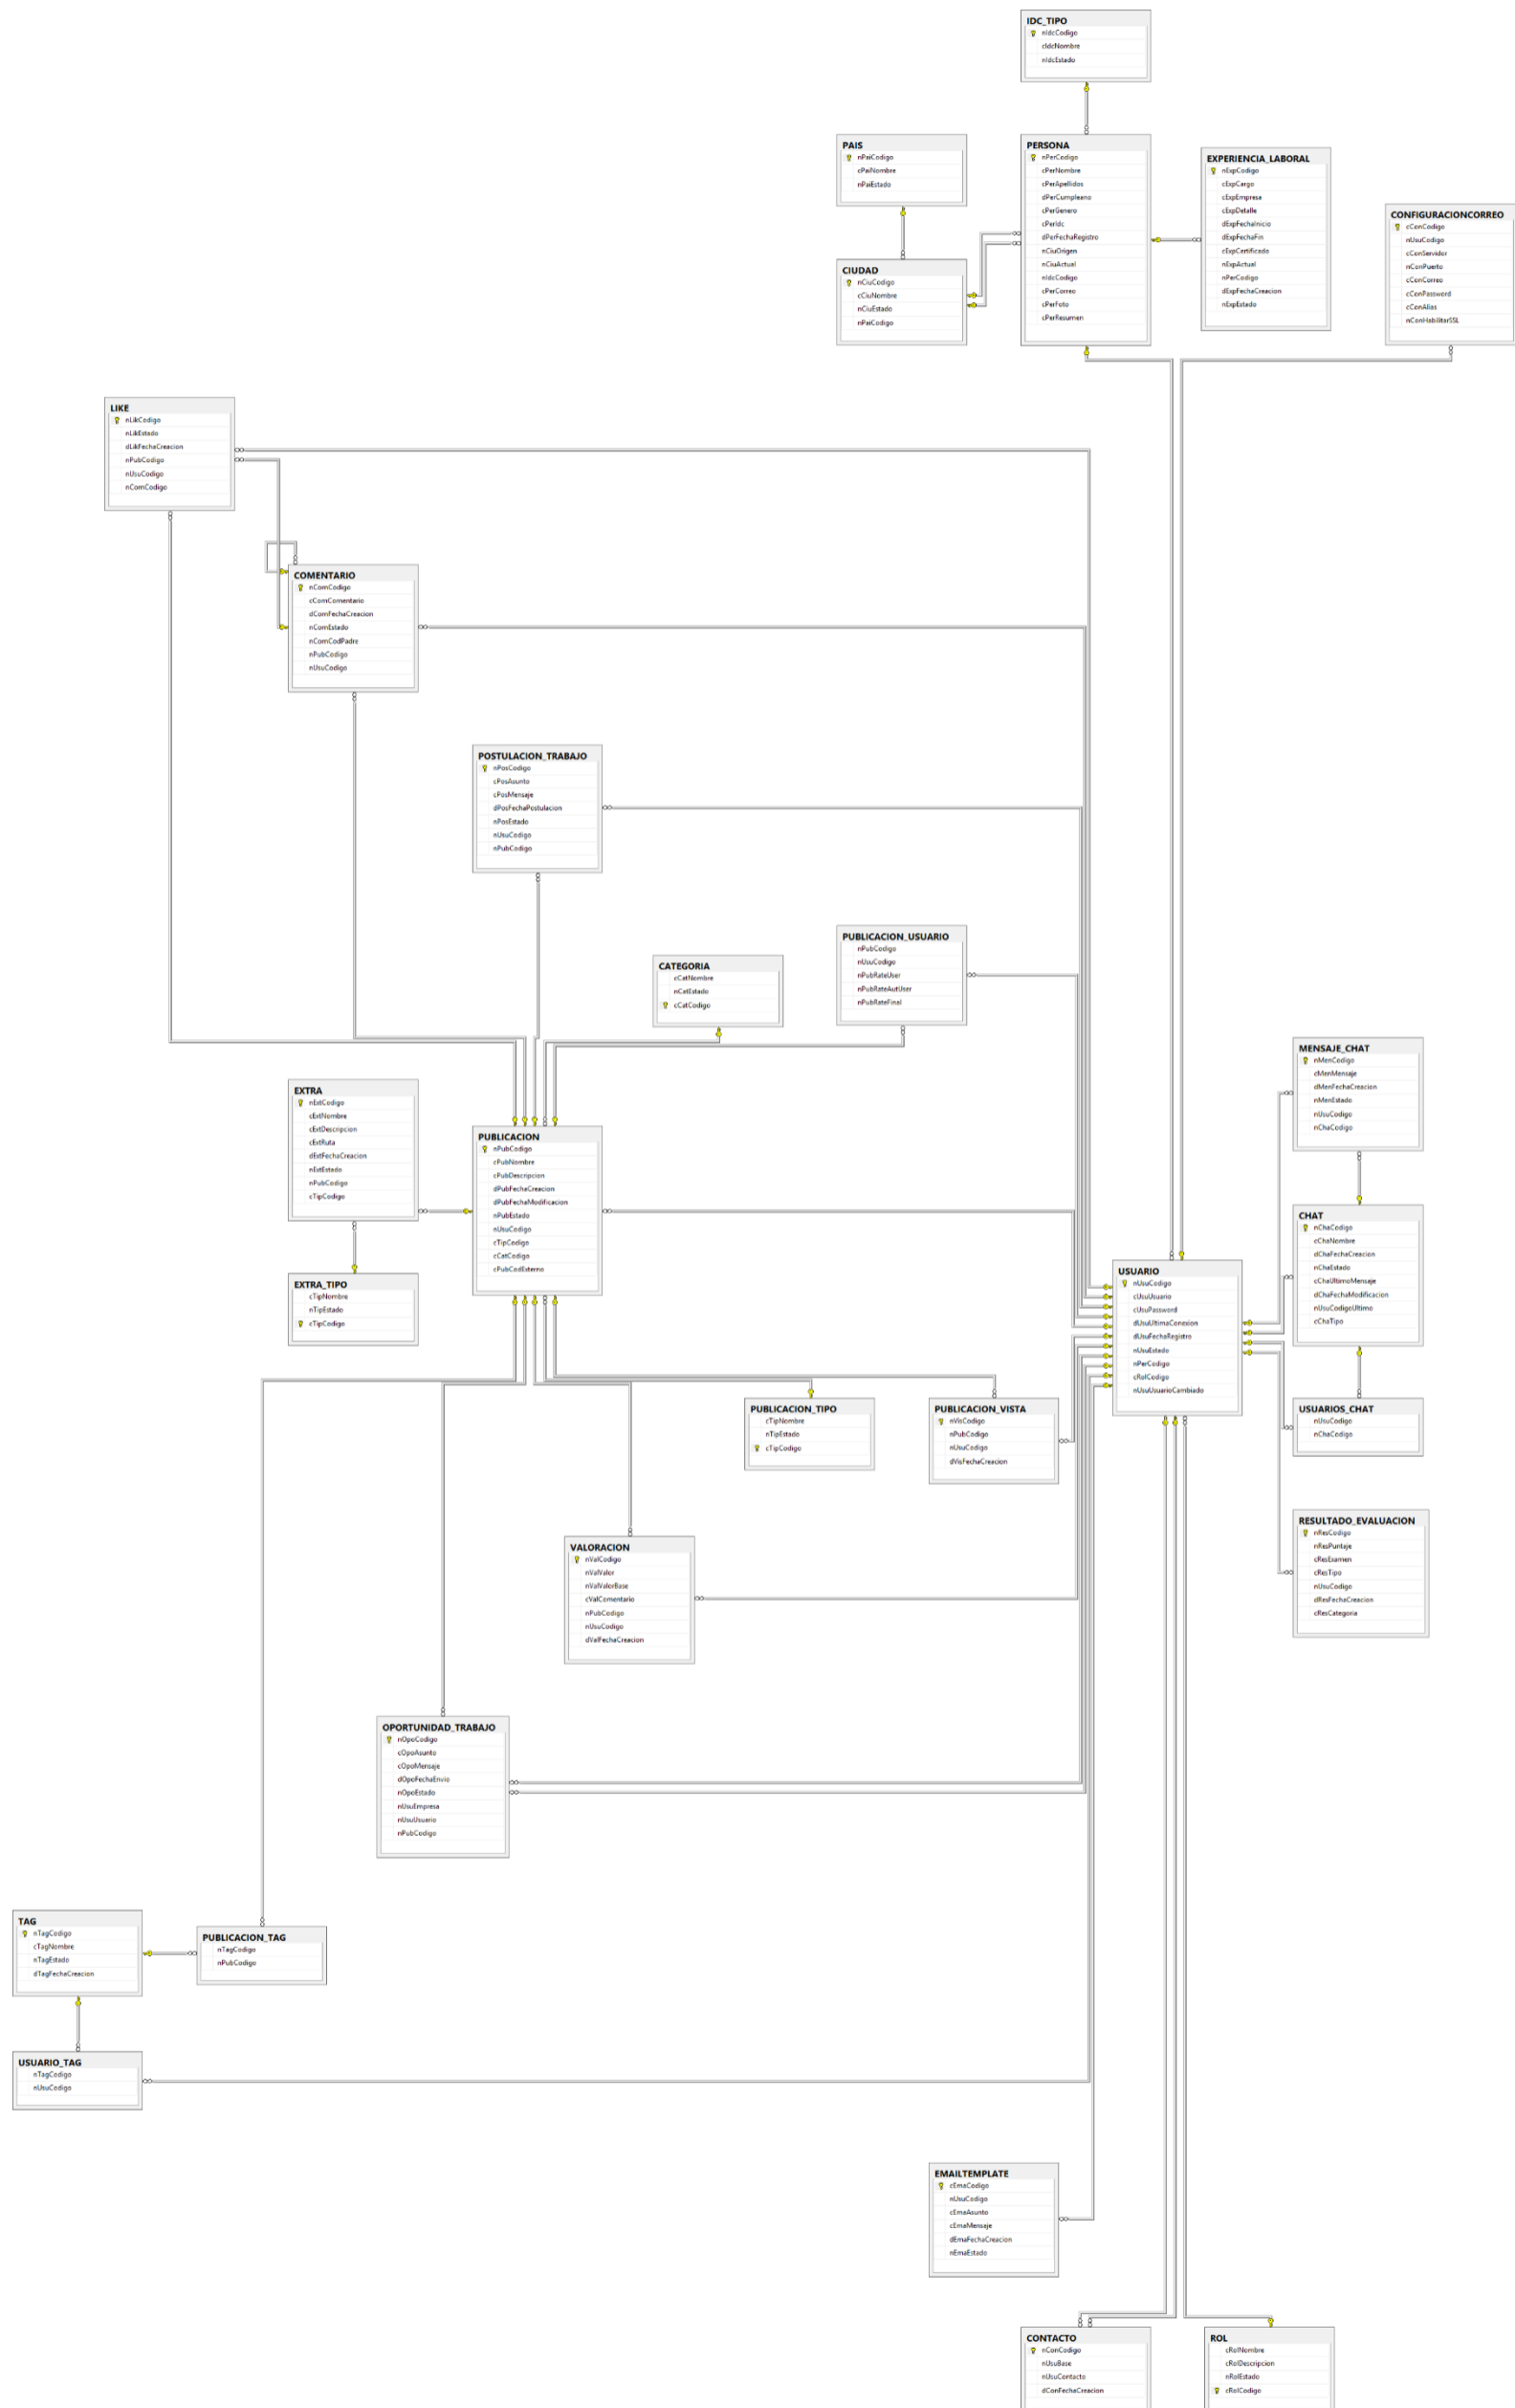 IDC_TIPO
nIdcCodigo
cIdcNombre
nIdcEstado
PAIS
nPaiCodigo
cPaiNombre
nPaiEstado
PERSONA
nPerCodigo
cPerNombre
cPerApellidos
dPerCumpleano
cPerGenero
cPerIdc
dPerFechaRegistro
nCiuOrigen
nCiuActual
nIdcCodigo
cPerCorreo
cPerFoto
cPerResumen
EXPERIENCIA_LABORAL
nExpCodigo
cExpCargo
cExpEmpresa
cExpDetalle
dExpFechaInicio
dExpFechaFin
cExpCertificado
nExpActual
nPerCodigo
dExpFechaCreacion
nExpEstado
CONFIGURACIONCORREO
cConCodigo
nUsuCodigo
cConServidor
nConPuerto
cConCorreo
cConPassword
cConAlias
nConHabilitarSSL
CIUDAD
nCiuCodigo
cCiuNombre
nCiuEstado
nPaiCodigo
LIKE
nLikCodigo
nLikEstado
dLikFechaCreacion
nPubCodigo
nUsuCodigo
nComCodigo
COMENTARIO
nComCodigo
cComComentario
dComFechaCreacion
nComEstado
nComCodPadre
nPubCodigo
nUsuCodigo
POSTULACION_TRABAJO
nPosCodigo
cPosAsunto
cPosMensaje
dPosFechaPostulacion
nPosEstado
nUsuCodigo
nPubCodigo
PUBLICACION_USUARIO
nPubCodigo
nUsuCodigo
nPubRateUser
nPubRateAutUser
nPubRateFinal
CATEGORIA
cCatNombre
nCatEstado
cCatCodigo
MENSAJE_CHAT
nMenCodigo
cMenMensaje
dMenFechaCreacion
nMenEstado
nUsuCodigo
nChaCodigo
EXTRA
nExtCodigo
cExtNombre
cExtDescripcion
cExtRuta
dExtFechaCreacion
nExtEstado
nPubCodigo
cTipCodigo
PUBLICACION
nPubCodigo
cPubNombre
cPubDescripcion
dPubFechaCreacion
dPubFechaModificacion
nPubEstado
nUsuCodigo
cTipCodigo
cCatCodigo
cPubCodExterno
CHAT
nChaCodigo
cChaNombre
dChaFechaCreacion
nChaEstado
cChaUltimoMensaje
dChaFechaModificacion
nUsuCodigoUltimo
cChaTipo
EXTRA_TIPO
cTipNombre
nTipEstado
cTipCodigo
USUARIO
nUsuCodigo
cUsuUsuario
cUsuPassword
dUsuUltimaConexion
dUsuFechaRegistro
nUsuEstado
nPerCodigo
cRolCodigo
nUsuUsuarioCambiado
PUBLICACION_TIPO
cTipNombre
nTipEstado
cTipCodigo
PUBLICACION_VISTA
nVisCodigo
nPubCodigo
nUsuCodigo
dVisFechaCreacion
USUARIOS_CHAT
nUsuCodigo
nChaCodigo
RESULTADO_EVALUACION
nResCodigo
nResPuntaje
cResExamen
cResTipo
nUsuCodigo
dResFechaCreacion
cResCategoria
VALORACION
nValCodigo
nValValor
nValValorBase
cValComentario
nPubCodigo
nUsuCodigo
dValFechaCreacion
OPORTUNIDAD_TRABAJO
nOpoCodigo
cOpoAsunto
cOpoMensaje
dOpoFechaEnvio
nOpoEstado
nUsuEmpresa
nUsuUsuario
nPubCodigo
TAG
nTagCodigo
cTagNombre
nTagEstado
dTagFechaCreacion
PUBLICACION_TAG
nTagCodigo
nPubCodigo
USUARIO_TAG
nTagCodigo
nUsuCodigo
EMAILTEMPLATE
cEmaCodigo
nUsuCodigo
cEmaAsunto
cEmaMensaje
dEmaFechaCreacion
nEmaEstado
CONTACTO
nConCodigo
nUsuBase
nUsuContacto
dConFechaCreacion
ROL
cRolNombre
cRolDescripcion
nRolEstado
cRolCodigo